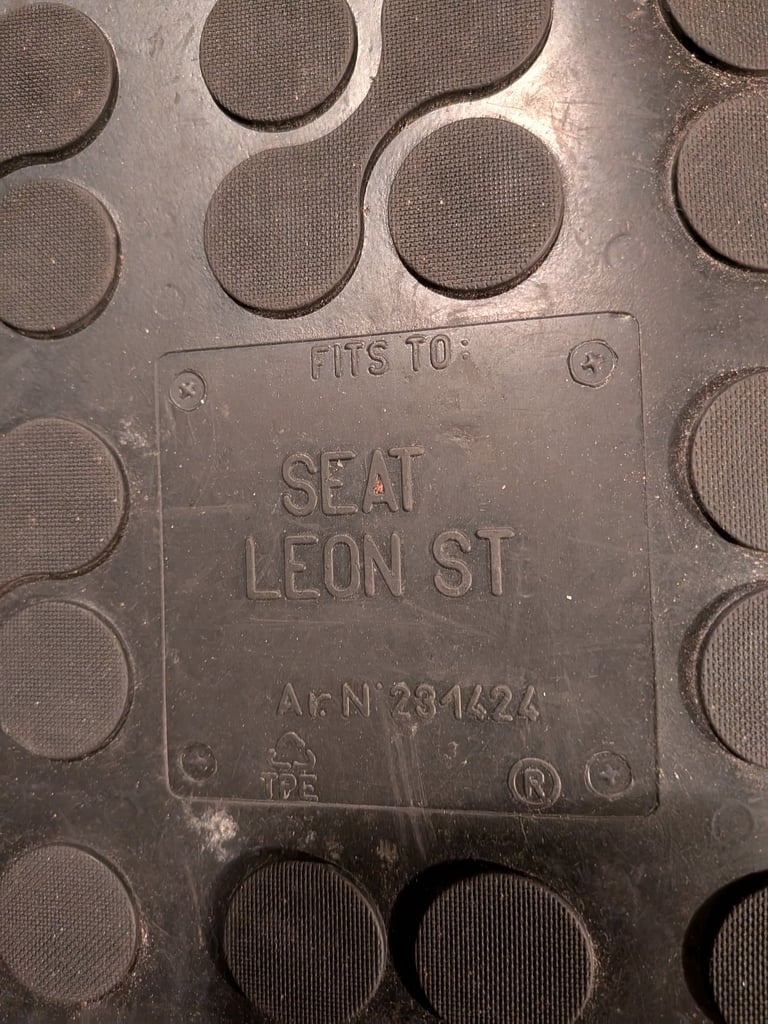 FITS TO:
SEAT
LEON ST
Ar. N° 231424
TPE
®